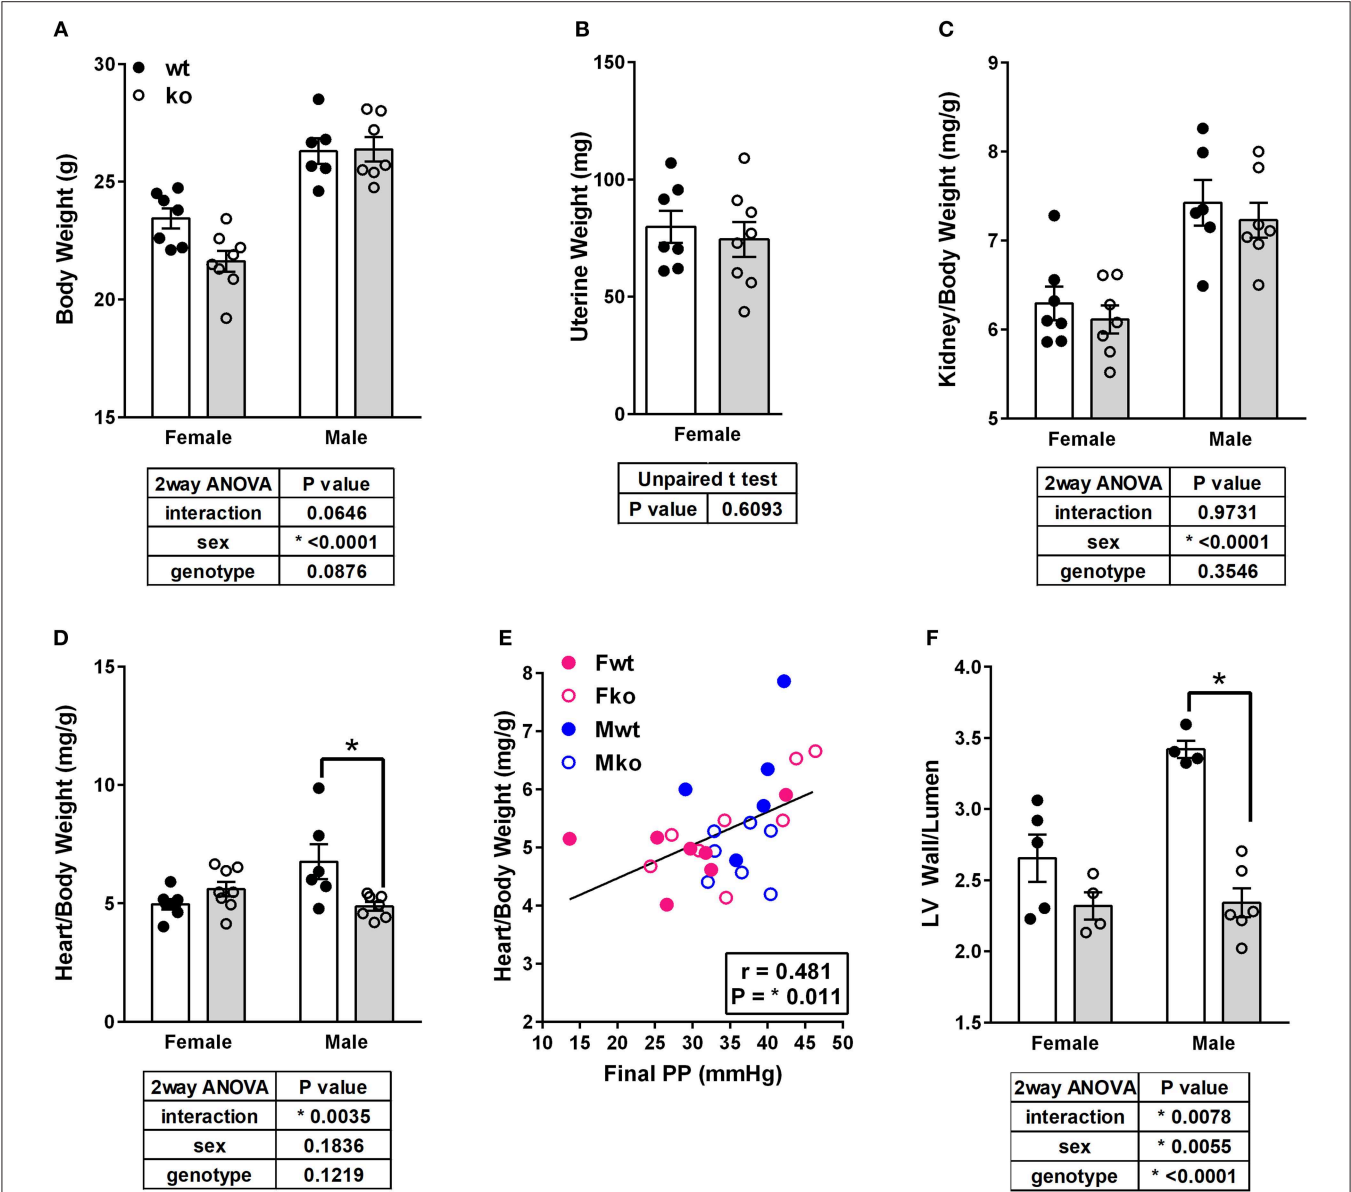 A
B
C
wt
ko
30
25
20
15
Body Weight (g)
Female
Male
150
100
50
0
Uterine Weight (mg)
Female
9
8
7
6
5
Kidney/Body Weight (mg/g)
Female
Male
2way ANOVA P value
interaction 0.0646
sex * <0.0001
genotype 0.0876
Unpaired t test
P value 0.6093
2way ANOVA P value
interaction 0.9731
sex * <0.0001
genotype 0.3546
D
E
F
15
10
5
0
Heart/Body Weight (mg/g)
*
Female
Male
Fwt
Fko
Mwt
Mko
8
7
6
5
4
3
2
Heart/Body Weight (mg/g)
r = 0.481
P = * 0.011
10 15 20 25 30 35 40 45 50
Final PP (mmHg)
4.0
3.5
3.0
2.5
2.0
1.5
LV Wall/Lumen
*
Female
Male
2way ANOVA P value
interaction * 0.0035
sex 0.1836
genotype 0.1219
2way ANOVA P value
interaction * 0.0078
sex * 0.0055
genotype * <0.0001